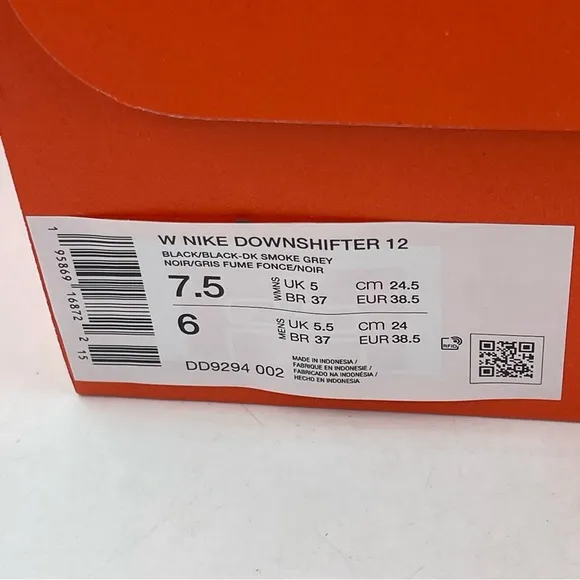 W NIKE DOWNSHIFTER 12
BLACK/BLACK-DK SMOKE GREY
NOIR/GRIS FUME FONCE/NOIR
7.5 WMNS UK 5 CM 24.5
BR 37 EUR 38.5
6 MENS UK 5.5 CM 24
BR 37 EUR 38.5
RFID
DD9294 002
MADE IN INDONESIA/
FABRIQUE EN INDONESIE/
FABRICADO NA INDONÉSIA/
HECHO EN INDONESIA
1 95869 16872 2 15